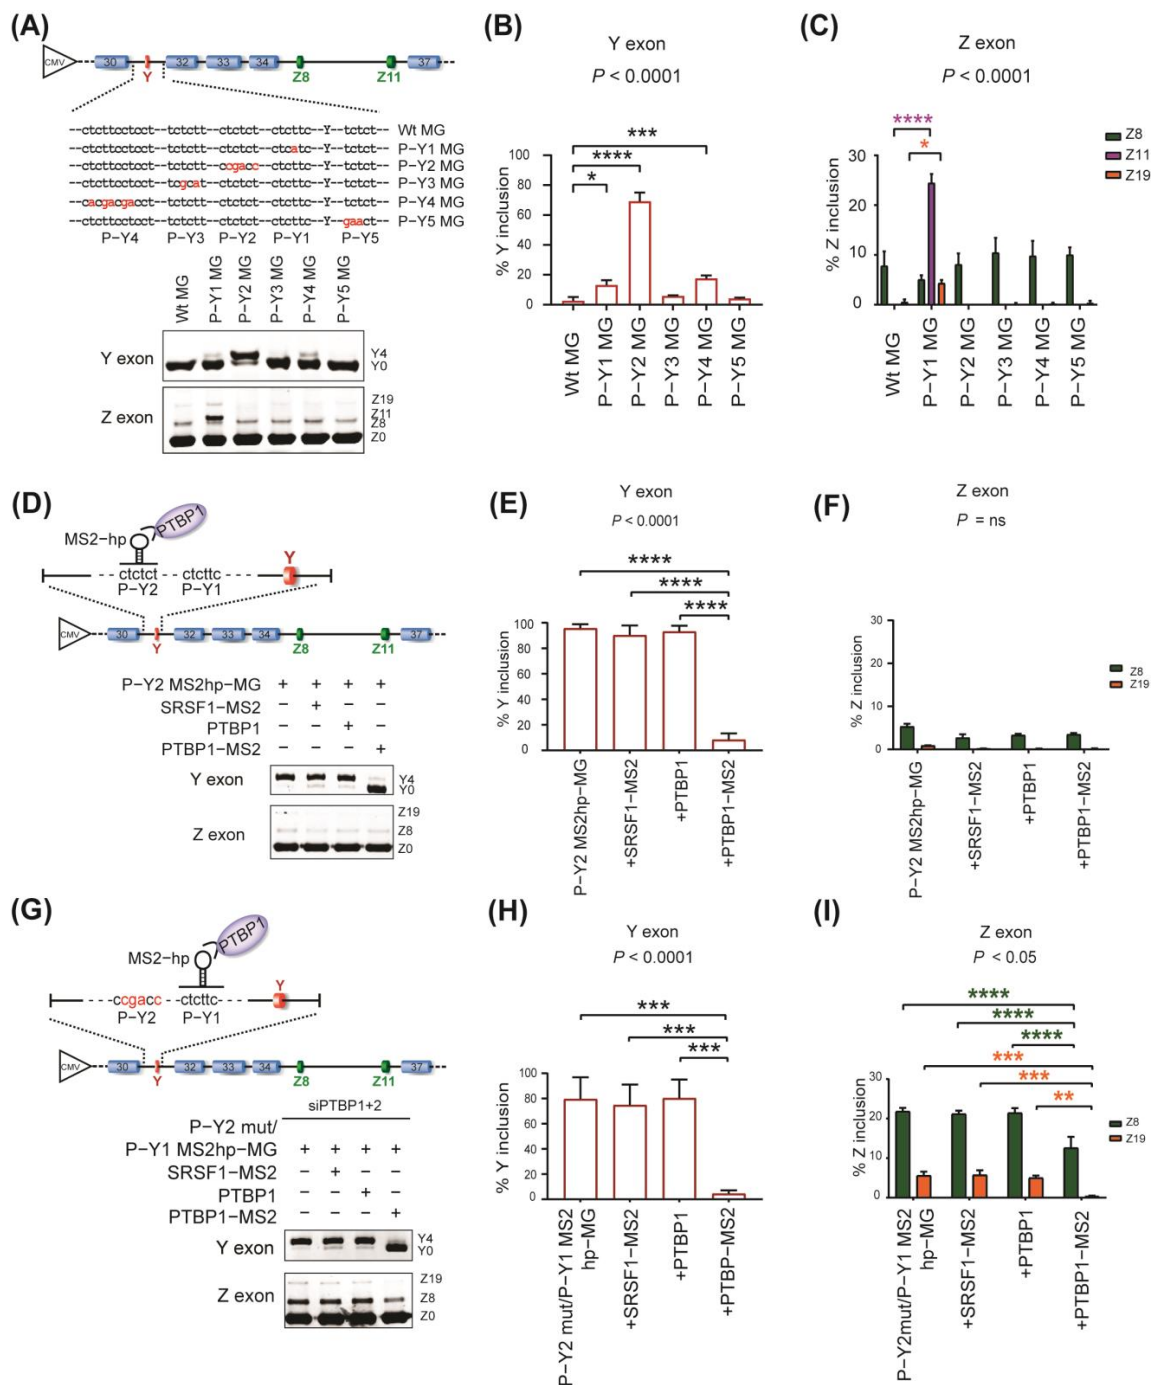 (A)
CMV 30 Y 32 33 34 Z8 Z11 37
--ctcttcctcct-- tctctt-- ctctct-- ctcttc--Y--tctct-- Wt MG
--ctcttcctcct-- tctctt-- ctctct-- ctcatc--Y--tctct-- P-Y1 MG
--ctcttcctcct-- tctctt-- ccgacc-- ctcttc--Y--tctct-- P-Y2 MG
--ctcttcctcct-- tcgcat-- ctctct-- ctcttc--Y--tctct-- P-Y3 MG
--cacgacgacct-- tctctt-- ctctct-- ctcttc--Y--tctct-- P-Y4 MG
--ctcttcctcct-- tctctt-- ctctct-- ctcttc--Y--gaact-- P-Y5 MG
P-Y4 P-Y3 P-Y2 P-Y1 P-Y5
Wt MG P-Y1 MG P-Y2 MG P-Y3 MG P-Y4 MG P-Y5 MG
Y exon Y4
Y0
Z exon Z19
Z11
Z8
Z0
(B)
Y exon
P < 0.0001
% Y inclusion
100
80
60
40
20
0
***
****
*
Wt MG P-Y1 MG P-Y2 MG P-Y3 MG P-Y4 MG P-Y5 MG
(C)
Z exon
P < 0.0001
% Z inclusion
30
20
10
0
****
*
Z8
Z11
Z19
Wt MG P-Y1 MG P-Y2 MG P-Y3 MG P-Y4 MG P-Y5 MG
(D)
PTBP1
MS2-hp
Y
ctctct ctcttc
P-Y2 P-Y1
CMV 30 Y 32 33 34 Z8 Z11 37
P-Y2 MS2hp-MG + + + +
SRSF1-MS2 - + - -
PTBP1 - - + -
PTBP1-MS2 - - - +
Y exon Y4
Y0
Z exon Z19
Z8
Z0
(E)
Y exon
P < 0.0001
% Y inclusion
100
80
60
40
20
0
****
****
****
P-Y2 MS2hp-MG +SRSF1-MS2 +PTBP1 +PTBP1-MS2
(F)
Z exon
P = ns
% Z inclusion
30
20
10
0
Z8
Z19
P-Y2 MS2hp-MG +SRSF1-MS2 +PTBP1 +PTBP1-MS2
(G)
PTBP1
MS2-hp
Y
ccgacc ctcttc
P-Y2 P-Y1
CMV 30 Y 32 33 34 Z8 Z11 37
siPTBP1+2
P-Y2 mut/
P-Y1 MS2hp-MG + + + +
SRSF1-MS2 - + - -
PTBP1 - - + -
PTBP1-MS2 - - - +
Y exon Y4
Y0
Z exon Z19
Z8
Z0
(H)
Y exon
P < 0.0001
% Y inclusion
100
80
60
40
20
0
***
***
***
P-Y2 mut/P-Y1 MS2
hp-MG
+SRSF1-MS2
+PTBP1
+PTBP-MS2
(I)
Z exon
P < 0.05
% Z inclusion
30
20
10
0
****
****
****
***
***
**
Z8
Z19
P-Y2mut/P-Y1 MS2
hp-MG
+SRSF1-MS2
+PTBP1
+PTBP1-MS2